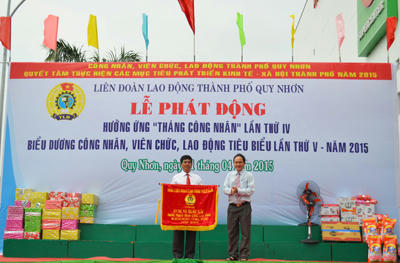 CÔNG NHÂN, VIÊN CHỨC, LAO ĐỘNG THÀNH PHỐ QUY NHƠN
QUYẾT TÂM THỰC HIỆN CÁC MỤC TIÊU PHÁT TRIỂN KINH TẾ - XÃ HỘI THÀNH PHỐ NĂM 2015
LIÊN ĐOÀN LAO ĐỘNG THÀNH PHỐ QUY NHƠN
LỄ PHÁT ĐỘNG
HƯỞNG ỨNG "THÁNG CÔNG NHÂN" LẦN THỨ IV
BIỂU DƯƠNG CÔNG NHÂN, VIÊN CHỨC, LAO ĐỘNG TIÊU BIỂU LẦN THỨ V - NĂM 2015
Quy Nhơn, ngày tháng 04 2015